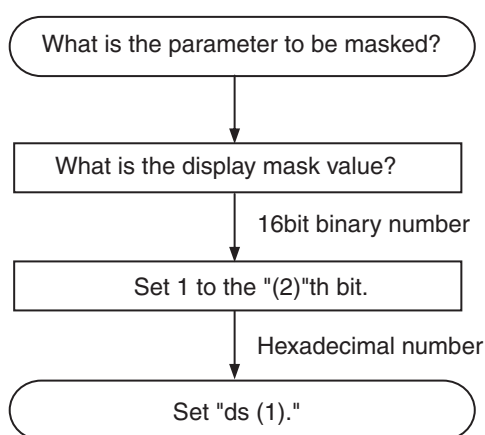 What is the parameter to be masked?
What is the display mask value?
16bit binary number
Set 1 to the "(2)"th bit.
Hexadecimal number
Set "ds (1)."